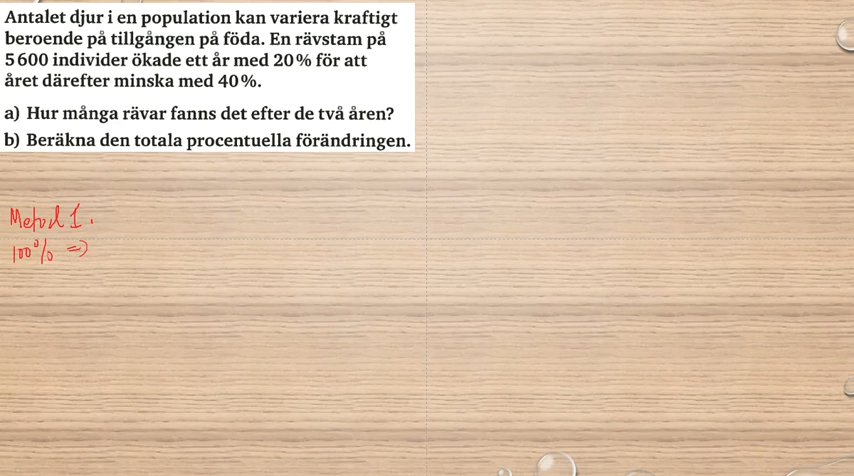 Antalet djur i en population kan variera kraftigt
beroende på tillgången på föda. En rävstam på
5 600 individer ökade ett år med 20 % för att
året därefter minska med 40 %.
a) Hur många rävar fanns det efter de två åren?
b) Beräkna den totala procentuella förändringen.
Metod 1.
100% =>